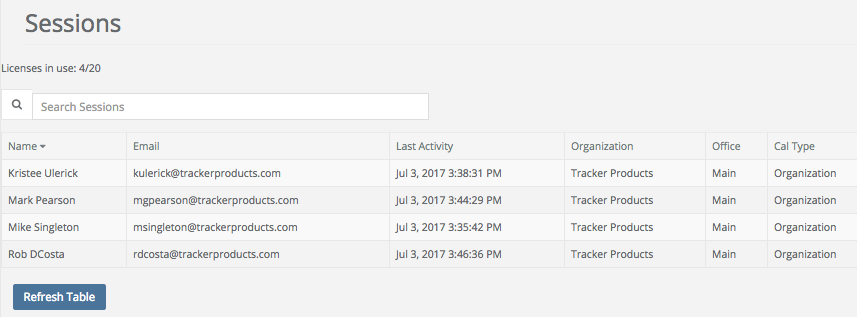 Sessions
Licenses in use: 4/20
Search Sessions
Name Email Last Activity Organization Office Cal Type
Kristee Ulerick kulerick@trackerproducts.com Jul 3, 2017 3:38:31 PM Tracker Products Main Organization
Mark Pearson mgpearson@trackerproducts.com Jul 3, 2017 3:44:29 PM Tracker Products Main Organization
Mike Singleton msingleton@trackerproducts.com Jul 3, 2017 3:35:42 PM Tracker Products Main Organization
Rob DCosta rdcosta@trackerproducts.com Jul 3, 2017 3:46:36 PM Tracker Products Main Organization
Refresh Table